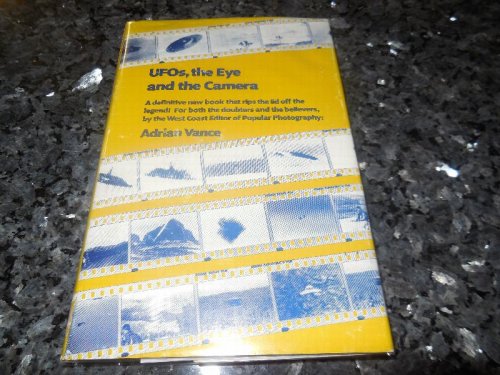 UFOs, the Eye
and the Camera
A definitive new book that rips the lid off the
legend! For both the doubters and the believers,
by the West Coast Editor of Popular Photography:
Adrian Vance